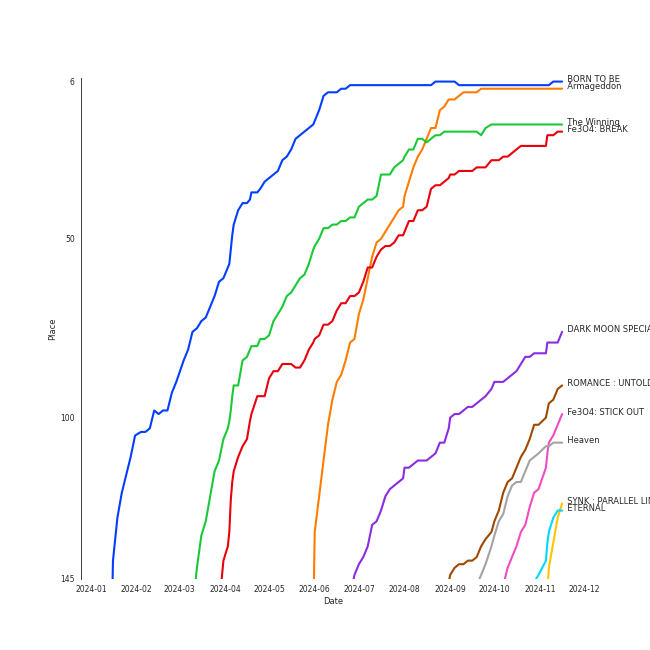 6
BORN TO BE
Armageddon
The Winning
Fe3O4: BREAK
50
Place
DARK MOON SPECIA
ROMANCE : UNTOLD
Fe3O4: STICK OUT
100
Heaven
SYNK : PARALLEL LIN
ETERNAL
145
2024-01 2024-02 2024-03 2024-04 2024-05 2024-06 2024-07 2024-08 2024-09 2024-10 2024-11 2024-12
Date